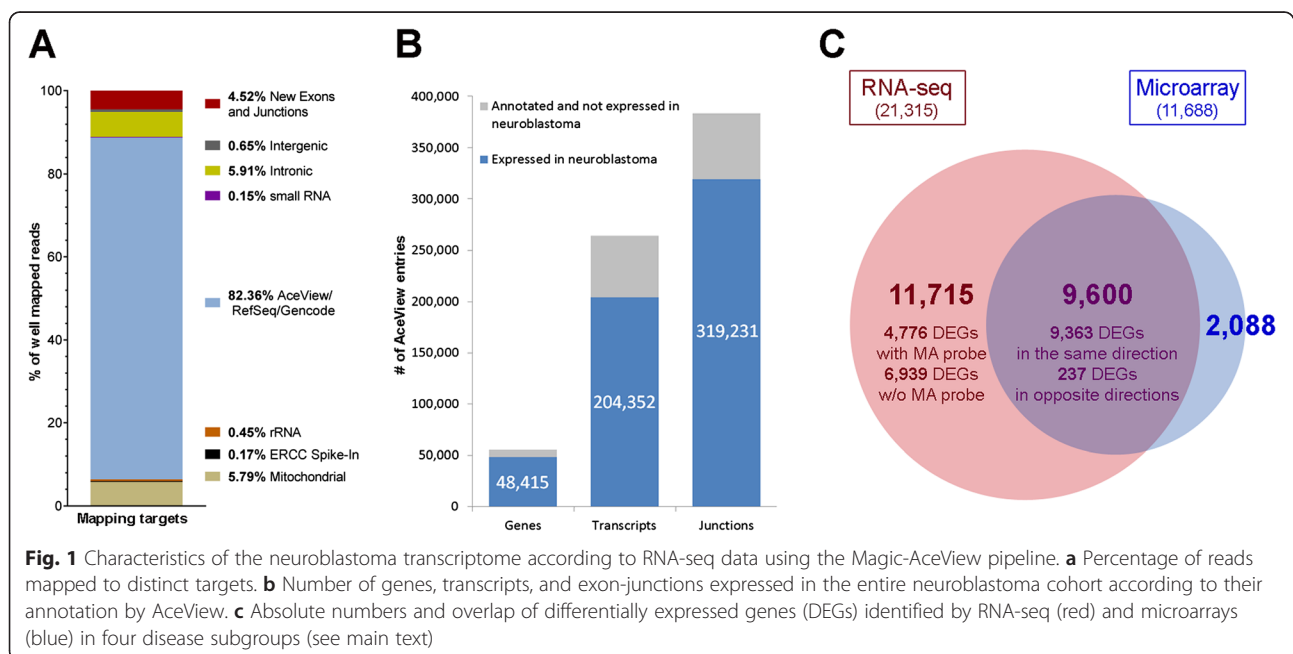 A
100
80
60
40
20
0
% of well mapped reads
Mapping targets
4.52% New Exons
and Junctions
0.65% Intergenic
5.91% Intronic
0.15% small RNA
82.36% AceView/
RefSeq/Gencode
0.45% rRNA
0.17% ERCC Spike-In
5.79% Mitochondrial
B
400,000
350,000
300,000
250,000
200,000
150,000
100,000
50,000
0
# of AceView entries
Annotated and not expressed in
neuroblastoma
Expressed in neuroblastoma
48,415
204,352
319,231
Genes
Transcripts
Junctions
C
RNA-seq
(21,315)
Microarray
(11,688)
11,715
4,776 DEGs
with MA probe
6,939 DEGs
w/o MA probe
9,600
9,363 DEGs
in the same direction
237 DEGs
in opposite directions
2,088
Fig. 1 Characteristics of the neuroblastoma transcriptome according to RNA-seq data using the Magic-AceView pipeline. a Percentage of reads
mapped to distinct targets. b Number of genes, transcripts, and exon-junctions expressed in the entire neuroblastoma cohort according to their
annotation by AceView. c Absolute numbers and overlap of differentially expressed genes (DEGs) identified by RNA-seq (red) and microarrays
(blue) in four disease subgroups (see main text)